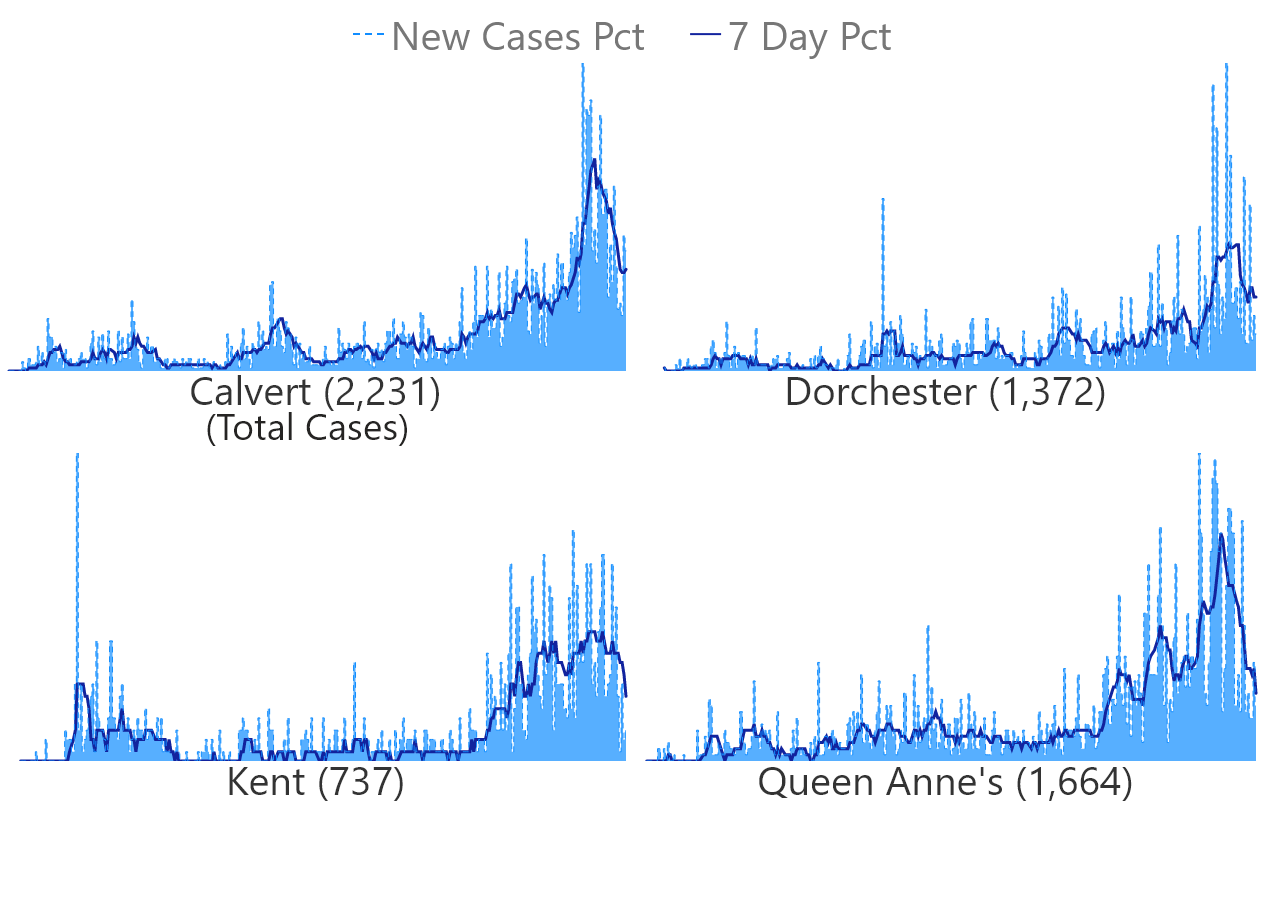 New Cases Pct 7 Day Pct
Calvert (2,231)
(Total Cases)
Dorchester (1,372)
Kent (737)
Queen Anne's (1,664)